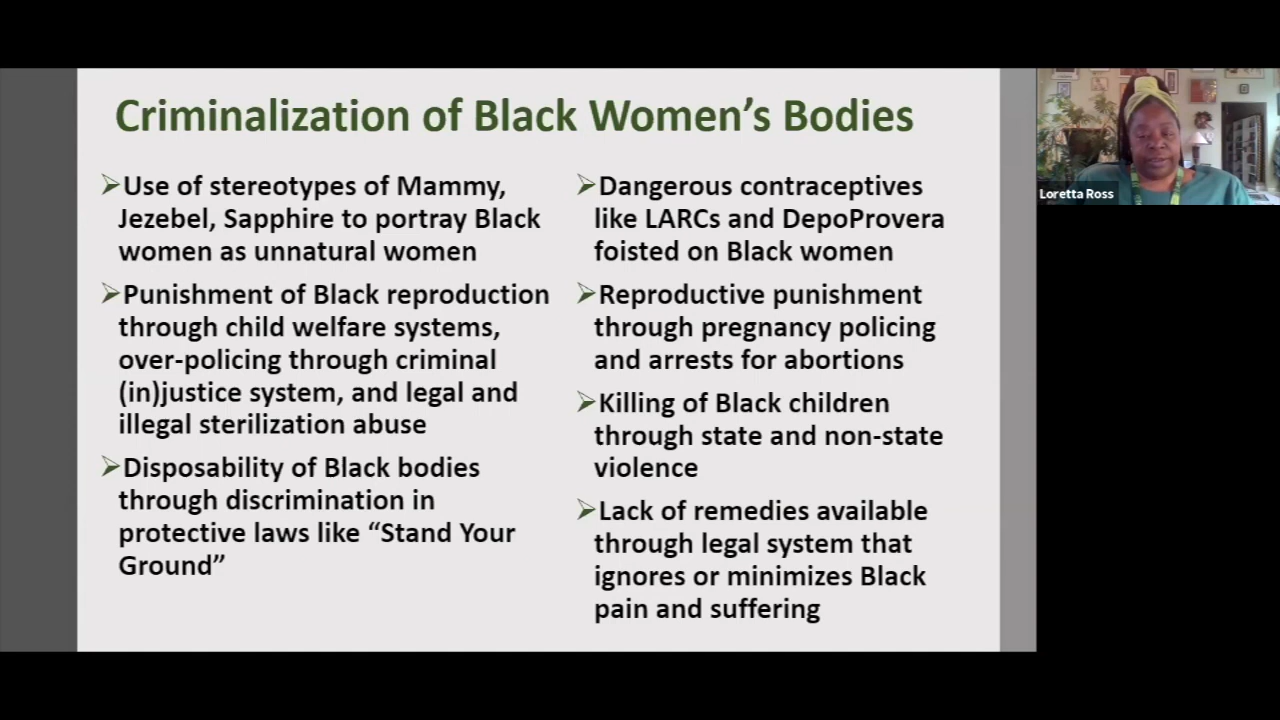 Criminalization of Black Women’s Bodies
➢Use of stereotypes of Mammy,
Jezebel, Sapphire to portray Black
women as unnatural women
➢Punishment of Black reproduction
through child welfare systems,
over-policing through criminal
(in)justice system, and legal and
illegal sterilization abuse
➢Disposability of Black bodies
through discrimination in
protective laws like “Stand Your
Ground”
➢Dangerous contraceptives
like LARCs and DepoProvera
foisted on Black women
➢Reproductive punishment
through pregnancy policing
and arrests for abortions
➢Killing of Black children
through state and non-state
violence
➢Lack of remedies available
through legal system that
ignores or minimizes Black
pain and suffering
Loretta Ross